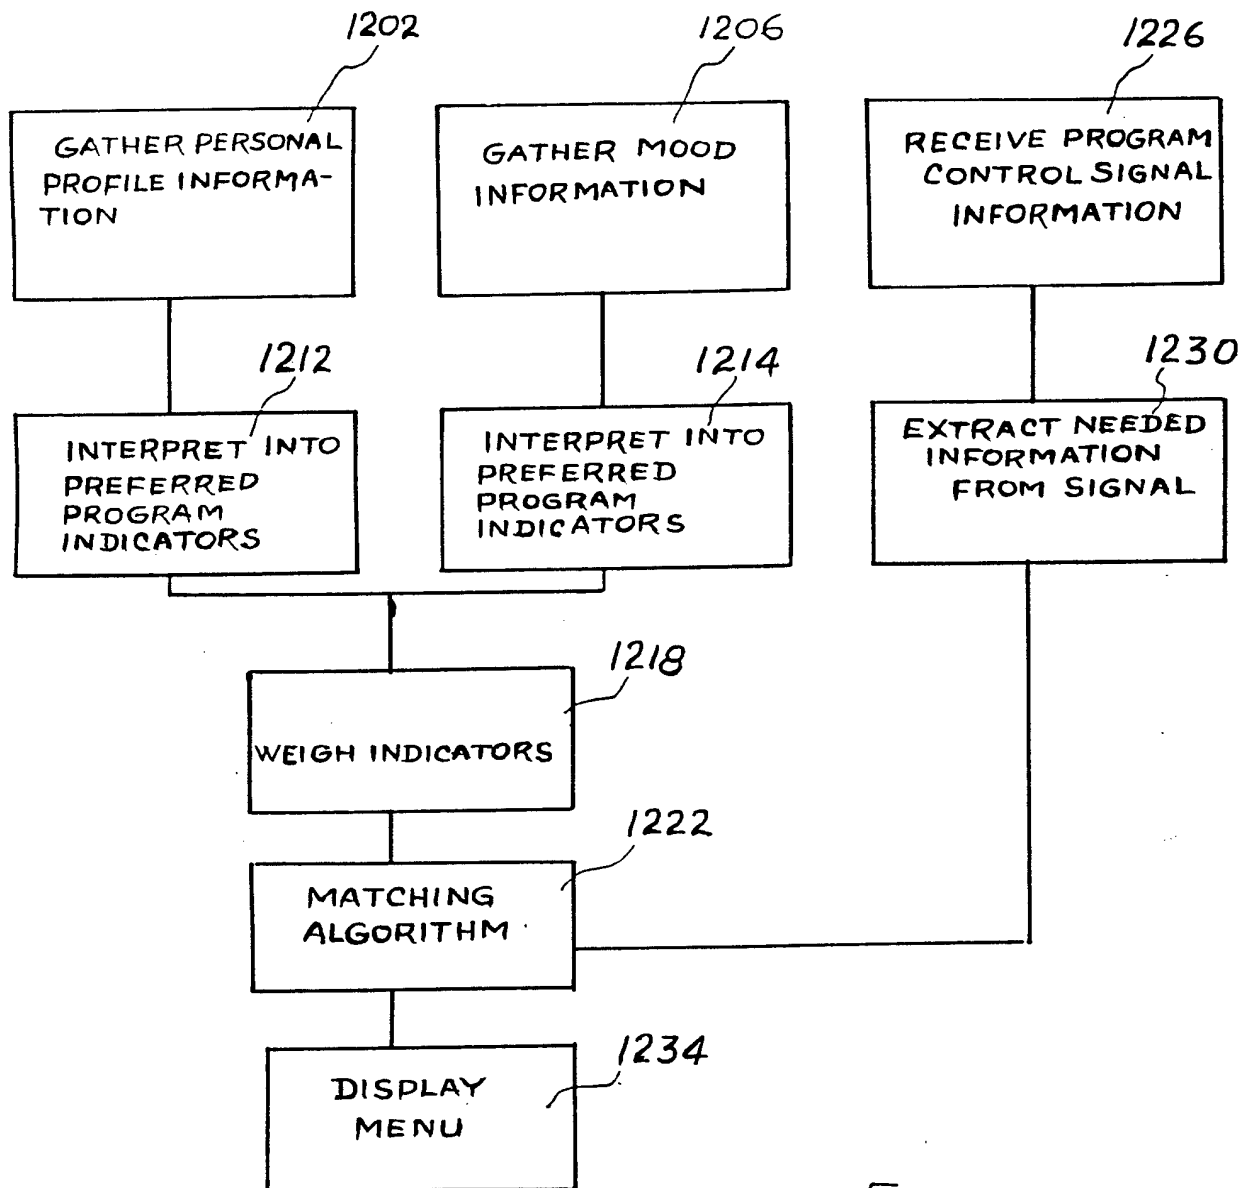 1202
GATHER PERSONAL
PROFILE INFORMA-
TION
1206
GATHER MOOD
INFORMATION
1226
RECEIVE PROGRAM
CONTROL SIGNAL
INFORMATION
1212
INTERPRET INTO
PREFERRED
PROGRAM
INDICATORS
1214
INTERPRET INTO
PREFERRED
PROGRAM
INDICATORS
1230
EXTRACT NEEDED
INFORMATION
FROM SIGNAL
1218
WEIGH INDICATORS
1222
MATCHING
ALGORITHM
1234
DISPLAY
MENU